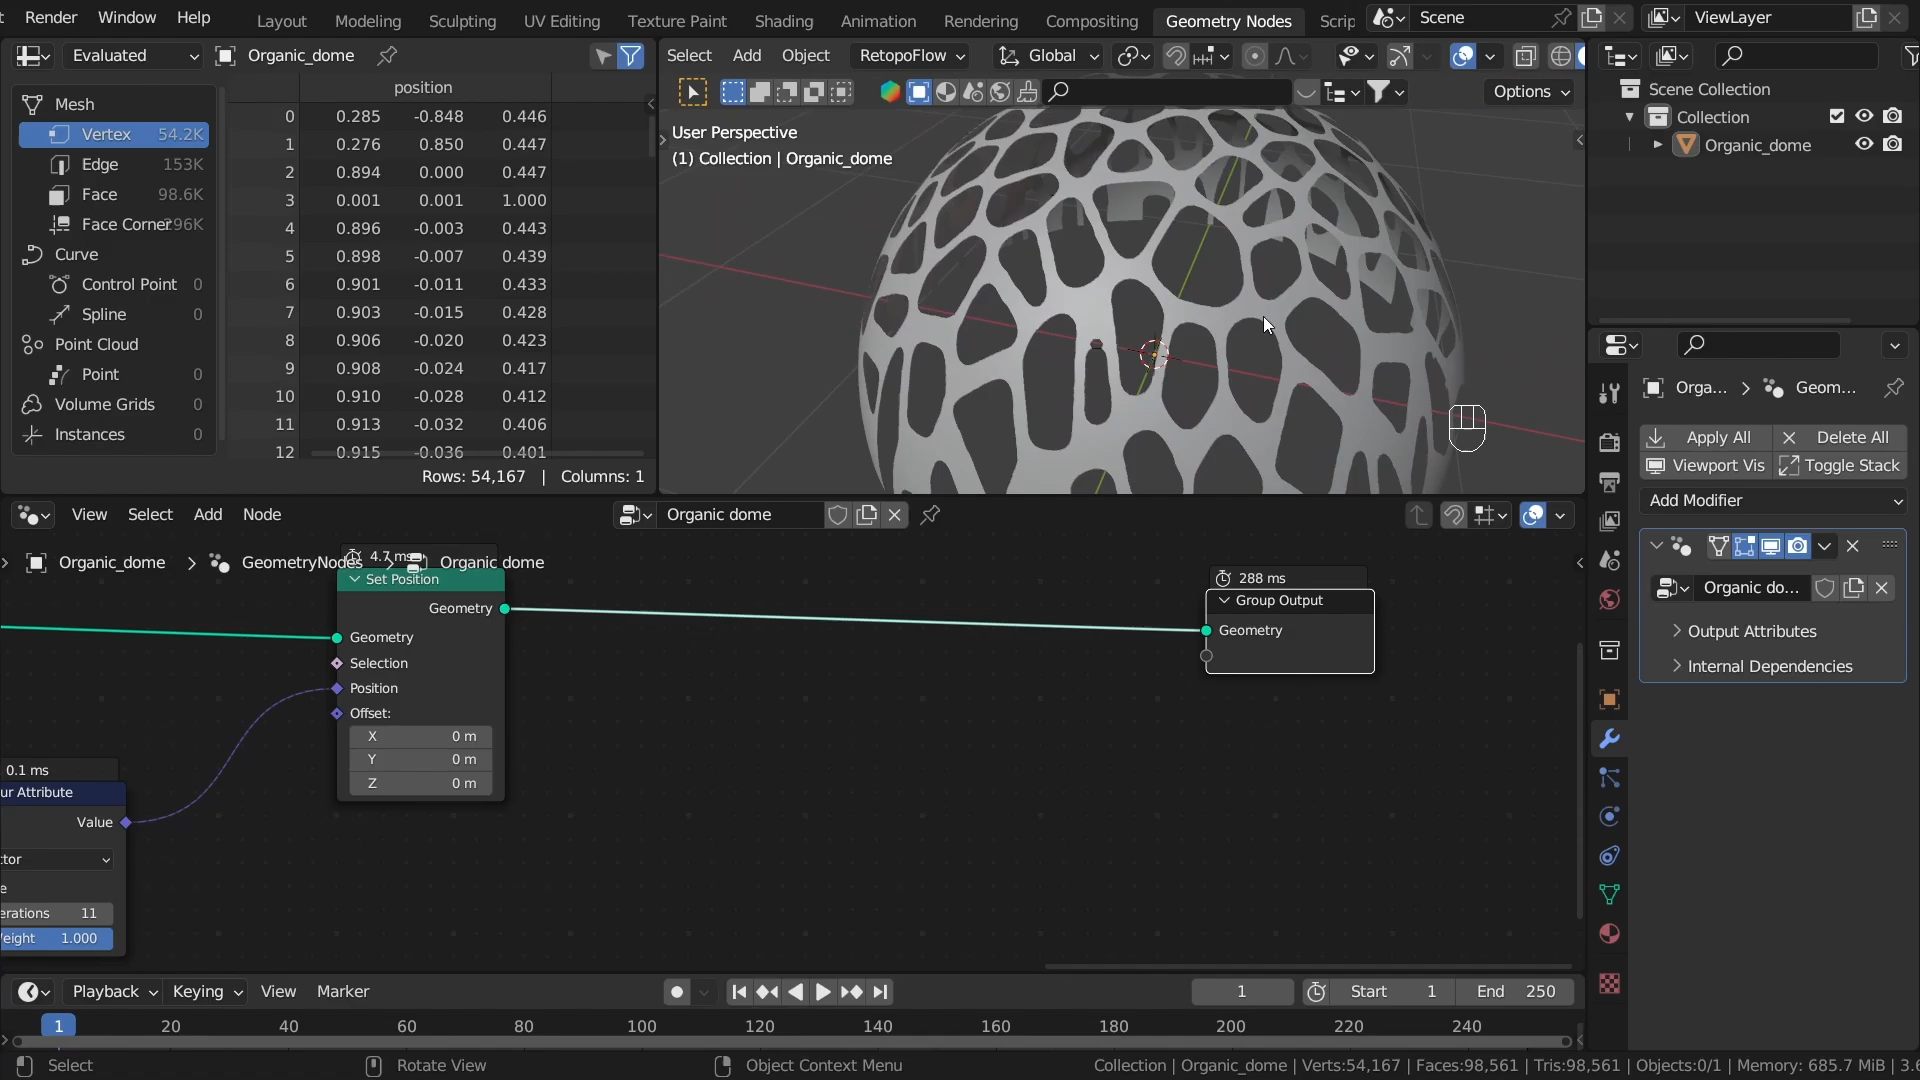 Render Window Help Layout Modeling Sculpting UV Editing Texture Paint Shading Animation Rendering Compositing Geometry Nodes Scrip Scene ViewLayer
Evaluated Organic_dome
Select Add Object RetopoFlow Global
position
Mesh
Vertex 54.2K
Edge 153K
Face 98.6K
Face Corner 296K
Curve
Control Point 0
Spline 0
Point Cloud
Point 0
Volume Grids 0
Instances 0
0 0.285 -0.848 0.446
1 0.276 0.850 0.447
2 0.894 0.000 0.447
3 0.001 0.001 1.000
4 0.896 -0.003 0.443
5 0.898 -0.007 0.439
6 0.901 -0.011 0.433
7 0.903 -0.015 0.428
8 0.906 -0.020 0.423
9 0.908 -0.024 0.417
10 0.910 -0.028 0.412
11 0.913 -0.032 0.406
12 0.915 -0.036 0.401
Rows: 54,167 | Columns: 1
Options
User Perspective
(1) Collection | Organic_dome
Scene Collection
Collection
Organic_dome
Orga... Geom...
Apply All Delete All
Viewport Vis Toggle Stack
Add Modifier
Organic do...
Output Attributes
Internal Dependencies
View Select Add Node Organic dome
Organic_dome GeometryNodes Organic dome
4.7 ms
Set Position
Geometry
Geometry
Selection
Position
Offset:
X 0 m
Y 0 m
Z 0 m
288 ms
Group Output
Geometry
0.1 ms
ur Attribute
Value
tor
e
erations 11
eight 1.000
Playback Keying View Marker 1 Start 1 End 250
1 20 40 60 80 100 120 140 160 180 200 220 240
Select Rotate View Object Context Menu Collection | Organic_dome | Verts:54,167 | Faces:98,561 | Tris:98,561 | Objects:0/1 | Memory: 685.7 MiB | 3.6